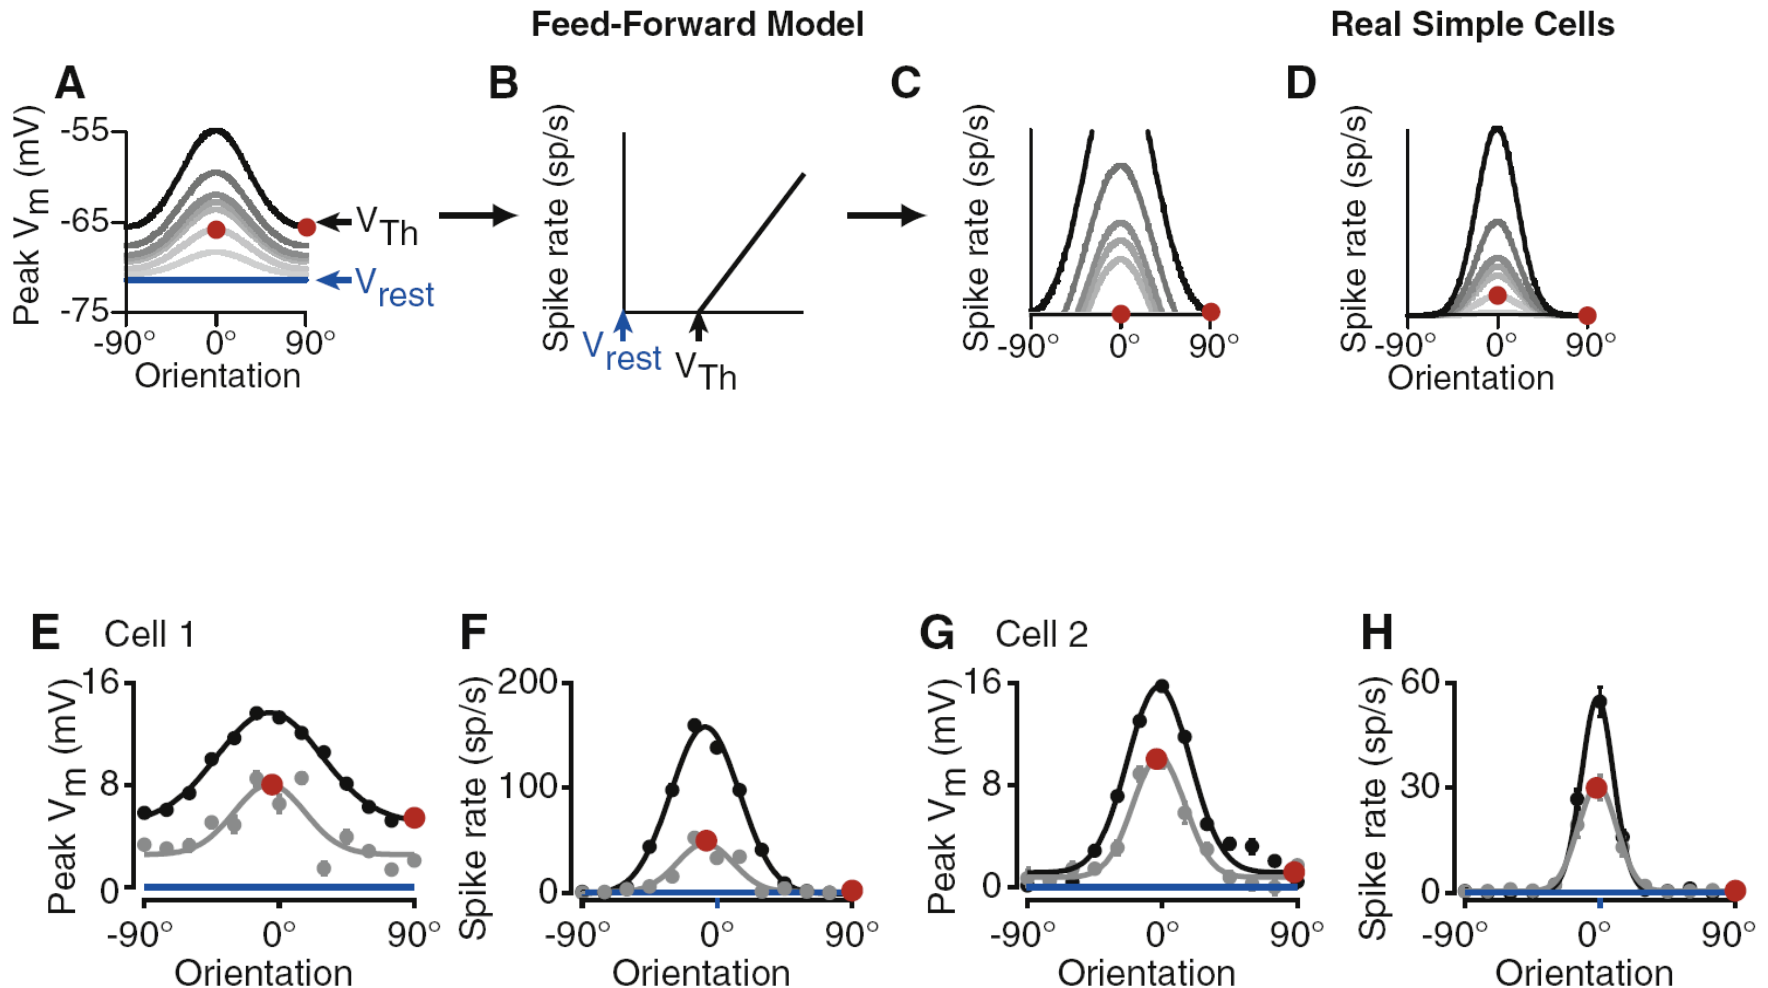 Feed-Forward Model
Real Simple Cells
A
B
C
D
Peak Vm (mV)
-55
-65
-75
VTh
Vrest
-90° 0° 90°
Orientation
Spike rate (sp/s)
Vrest
VTh
Spike rate (sp/s)
-90° 0° 90°
Spike rate (sp/s)
-90° 0° 90°
Orientation
E Cell 1
Peak Vm (mV)
16
8
0
-90° 0° 90°
Orientation
F
Spike rate (sp/s)
200
100
0
-90° 0° 90°
Orientation
G Cell 2
Peak Vm (mV)
16
8
0
-90° 0° 90°
Orientation
H
Spike rate (sp/s)
60
30
0
-90° 0° 90°
Orientation